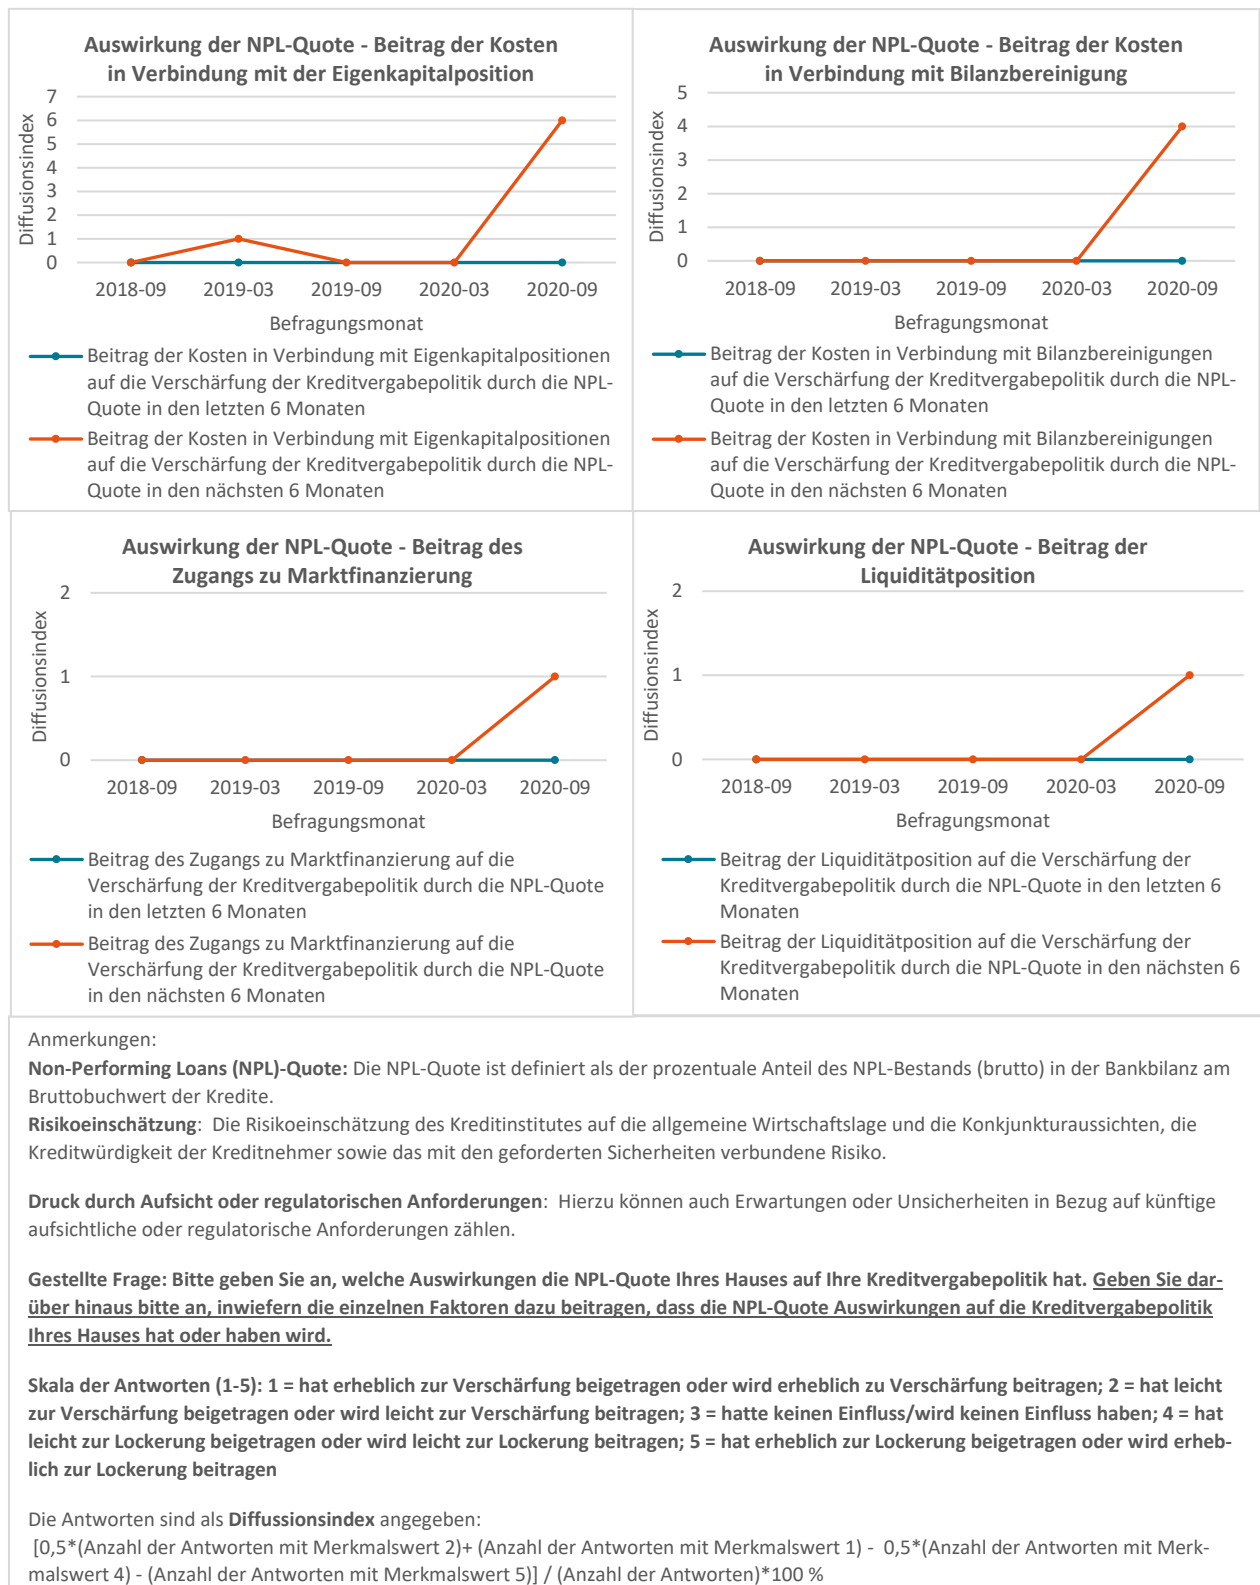 Auswirkung der NPL-Quote - Beitrag der Kosten
in Verbindung mit der Eigenkapitalposition
7
6
5
4
3
2
1
0
Diffusionsindex
2018-09 2019-03 2019-09 2020-03 2020-09
Befragungsmonat
Beitrag der Kosten in Verbindung mit Eigenkapitalpositionen
auf die Verschärfung der Kreditvergabepolitik durch die NPL-
Quote in den letzten 6 Monaten
Beitrag der Kosten in Verbindung mit Eigenkapitalpositionen
auf die Verschärfung der Kreditvergabepolitik durch die NPL-
Quote in den nächsten 6 Monaten
Auswirkung der NPL-Quote - Beitrag der Kosten
in Verbindung mit Bilanzbereinigung
5
4
3
2
1
0
Diffusionsindex
2018-09 2019-03 2019-09 2020-03 2020-09
Befragungsmonat
Beitrag der Kosten in Verbindung mit Bilanzbereinigungen
auf die Verschärfung der Kreditvergabepolitik durch die NPL-
Quote in den letzten 6 Monaten
Beitrag der Kosten in Verbindung mit Bilanzbereinigungen
auf die Verschärfung der Kreditvergabepolitik durch die NPL-
Quote in den nächsten 6 Monaten
Auswirkung der NPL-Quote - Beitrag des
Zugangs zu Marktfinanzierung
2
1
0
Diffusionsindex
2018-09 2019-03 2019-09 2020-03 2020-09
Befragungsmonat
Beitrag des Zugangs zu Marktfinanzierung auf die
Verschärfung der Kreditvergabepolitik durch die NPL-Quote
in den letzten 6 Monaten
Beitrag des Zugangs zu Marktfinanzierung auf die
Verschärfung der Kreditvergabepolitik durch die NPL-Quote
in den nächsten 6 Monaten
Auswirkung der NPL-Quote - Beitrag der
Liquiditätposition
2
1
0
Diffusionsindex
2018-09 2019-03 2019-09 2020-03 2020-09
Befragungsmonat
Beitrag der Liquiditätposition auf die Verschärfung der
Kreditvergabepolitik durch die NPL-Quote in den letzten 6
Monaten
Beitrag der Liquiditätposition auf die Verschärfung der
Kreditvergabepolitik durch die NPL-Quote in den nächsten 6
Monaten
Anmerkungen:
Non-Performing Loans (NPL)-Quote: Die NPL-Quote ist definiert als der prozentuale Anteil des NPL-Bestands (brutto) in der Bankbilanz am
Bruttobuchwert der Kredite.
Risikoeinschätzung: Die Risikoeinschätzung des Kreditinstitutes auf die allgemeine Wirtschaftslage und die Konkjunkturaussichten, die
Kreditwürdigkeit der Kreditnehmer sowie das mit den geforderten Sicherheiten verbundene Risiko.
Druck durch Aufsicht oder regulatorischen Anforderungen: Hierzu können auch Erwartungen oder Unsicherheiten in Bezug auf künftige
aufsichtliche oder regulatorische Anforderungen zählen.
Gestellte Frage: Bitte geben Sie an, welche Auswirkungen die NPL-Quote Ihres Hauses auf Ihre Kreditvergabepolitik hat. Geben Sie dar-
über hinaus bitte an, inwiefern die einzelnen Faktoren dazu beitragen, dass die NPL-Quote Auswirkungen auf die Kreditvergabepolitik
Ihres Hauses hat oder haben wird.
Skala der Antworten (1-5): 1 = hat erheblich zur Verschärfung beigetragen oder wird erheblich zu Verschärfung beitragen; 2 = hat leicht
zur Verschärfung beigetragen oder wird leicht zur Verschärfung beitragen; 3 = hatte keinen Einfluss/wird keinen Einfluss haben; 4 = hat
leicht zur Lockerung beigetragen oder wird leicht zur Lockerung beitragen; 5 = hat erheblich zur Lockerung beigetragen oder wird erheb-
lich zur Lockerung beitragen
Die Antworten sind als Diffussionsindex angegeben:
[0,5*(Anzahl der Antworten mit Merkmalswert 2)+ (Anzahl der Antworten mit Merkmalswert 1) - 0,5*(Anzahl der Antworten mit Merk-
malswert 4) - (Anzahl der Antworten mit Merkmalswert 5)] / (Anzahl der Antworten)*100 %